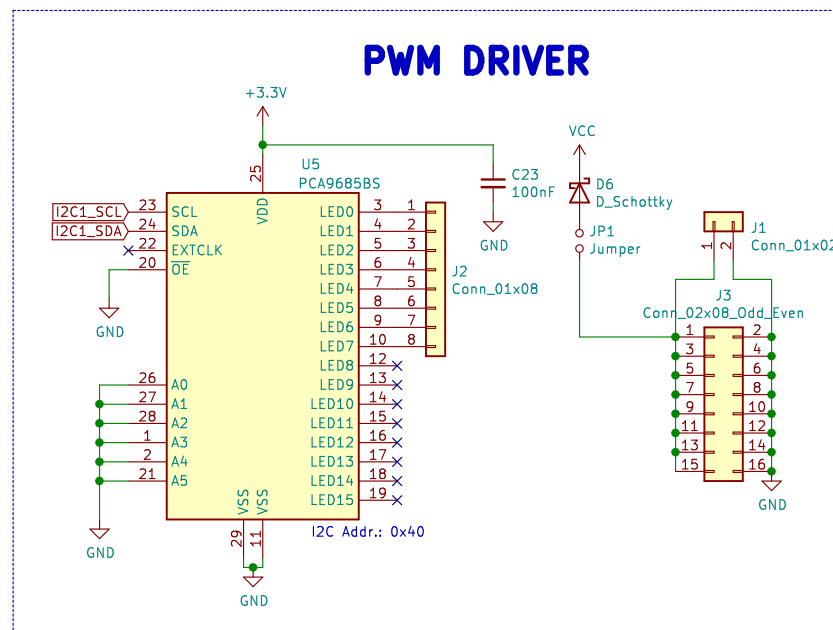 PWM DRIVER
+3.3V
VCC
U5
PCA9685BS
25
VDD
C23
100nF
GND
D6
D_Schottky
JP1
Jumper
J1
Conn_01x02
1
2
I2C1_SCL
23
SCL
LED0
3
1
I2C1_SDA
24
SDA
LED1
4
2
22
EXTCLK
LED2
5
3
20
OE
LED3
6
4
LED4
7
5
LED5
8
6
LED6
9
7
LED7
10
8
J2
Conn_01x08
GND
LED8
12
LED9
13
LED10
14
LED11
15
LED12
16
LED13
17
LED14
18
LED15
19
26
A0
27
A1
28
A2
1
A3
2
A4
21
A5
GND
VSS
VSS
29
11
I2C Addr.: 0x40
GND
J3
Conn_02x08_Odd_Even
1
2
3
4
5
6
7
8
9
10
11
12
13
14
15
16
GND